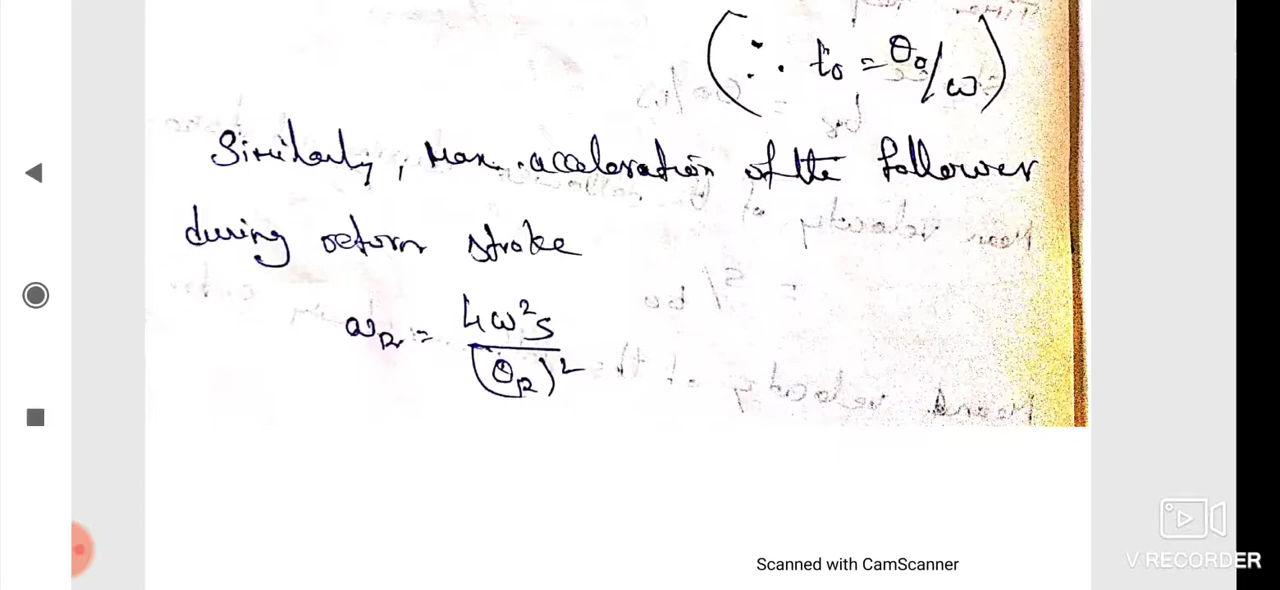 (∵ t₀ = θ₀/ω)
Similarly, Max. acceleration of the follower
during return stroke
a_R = 4ω²s / (θ_R)²
Scanned with CamScanner
V RECORDER